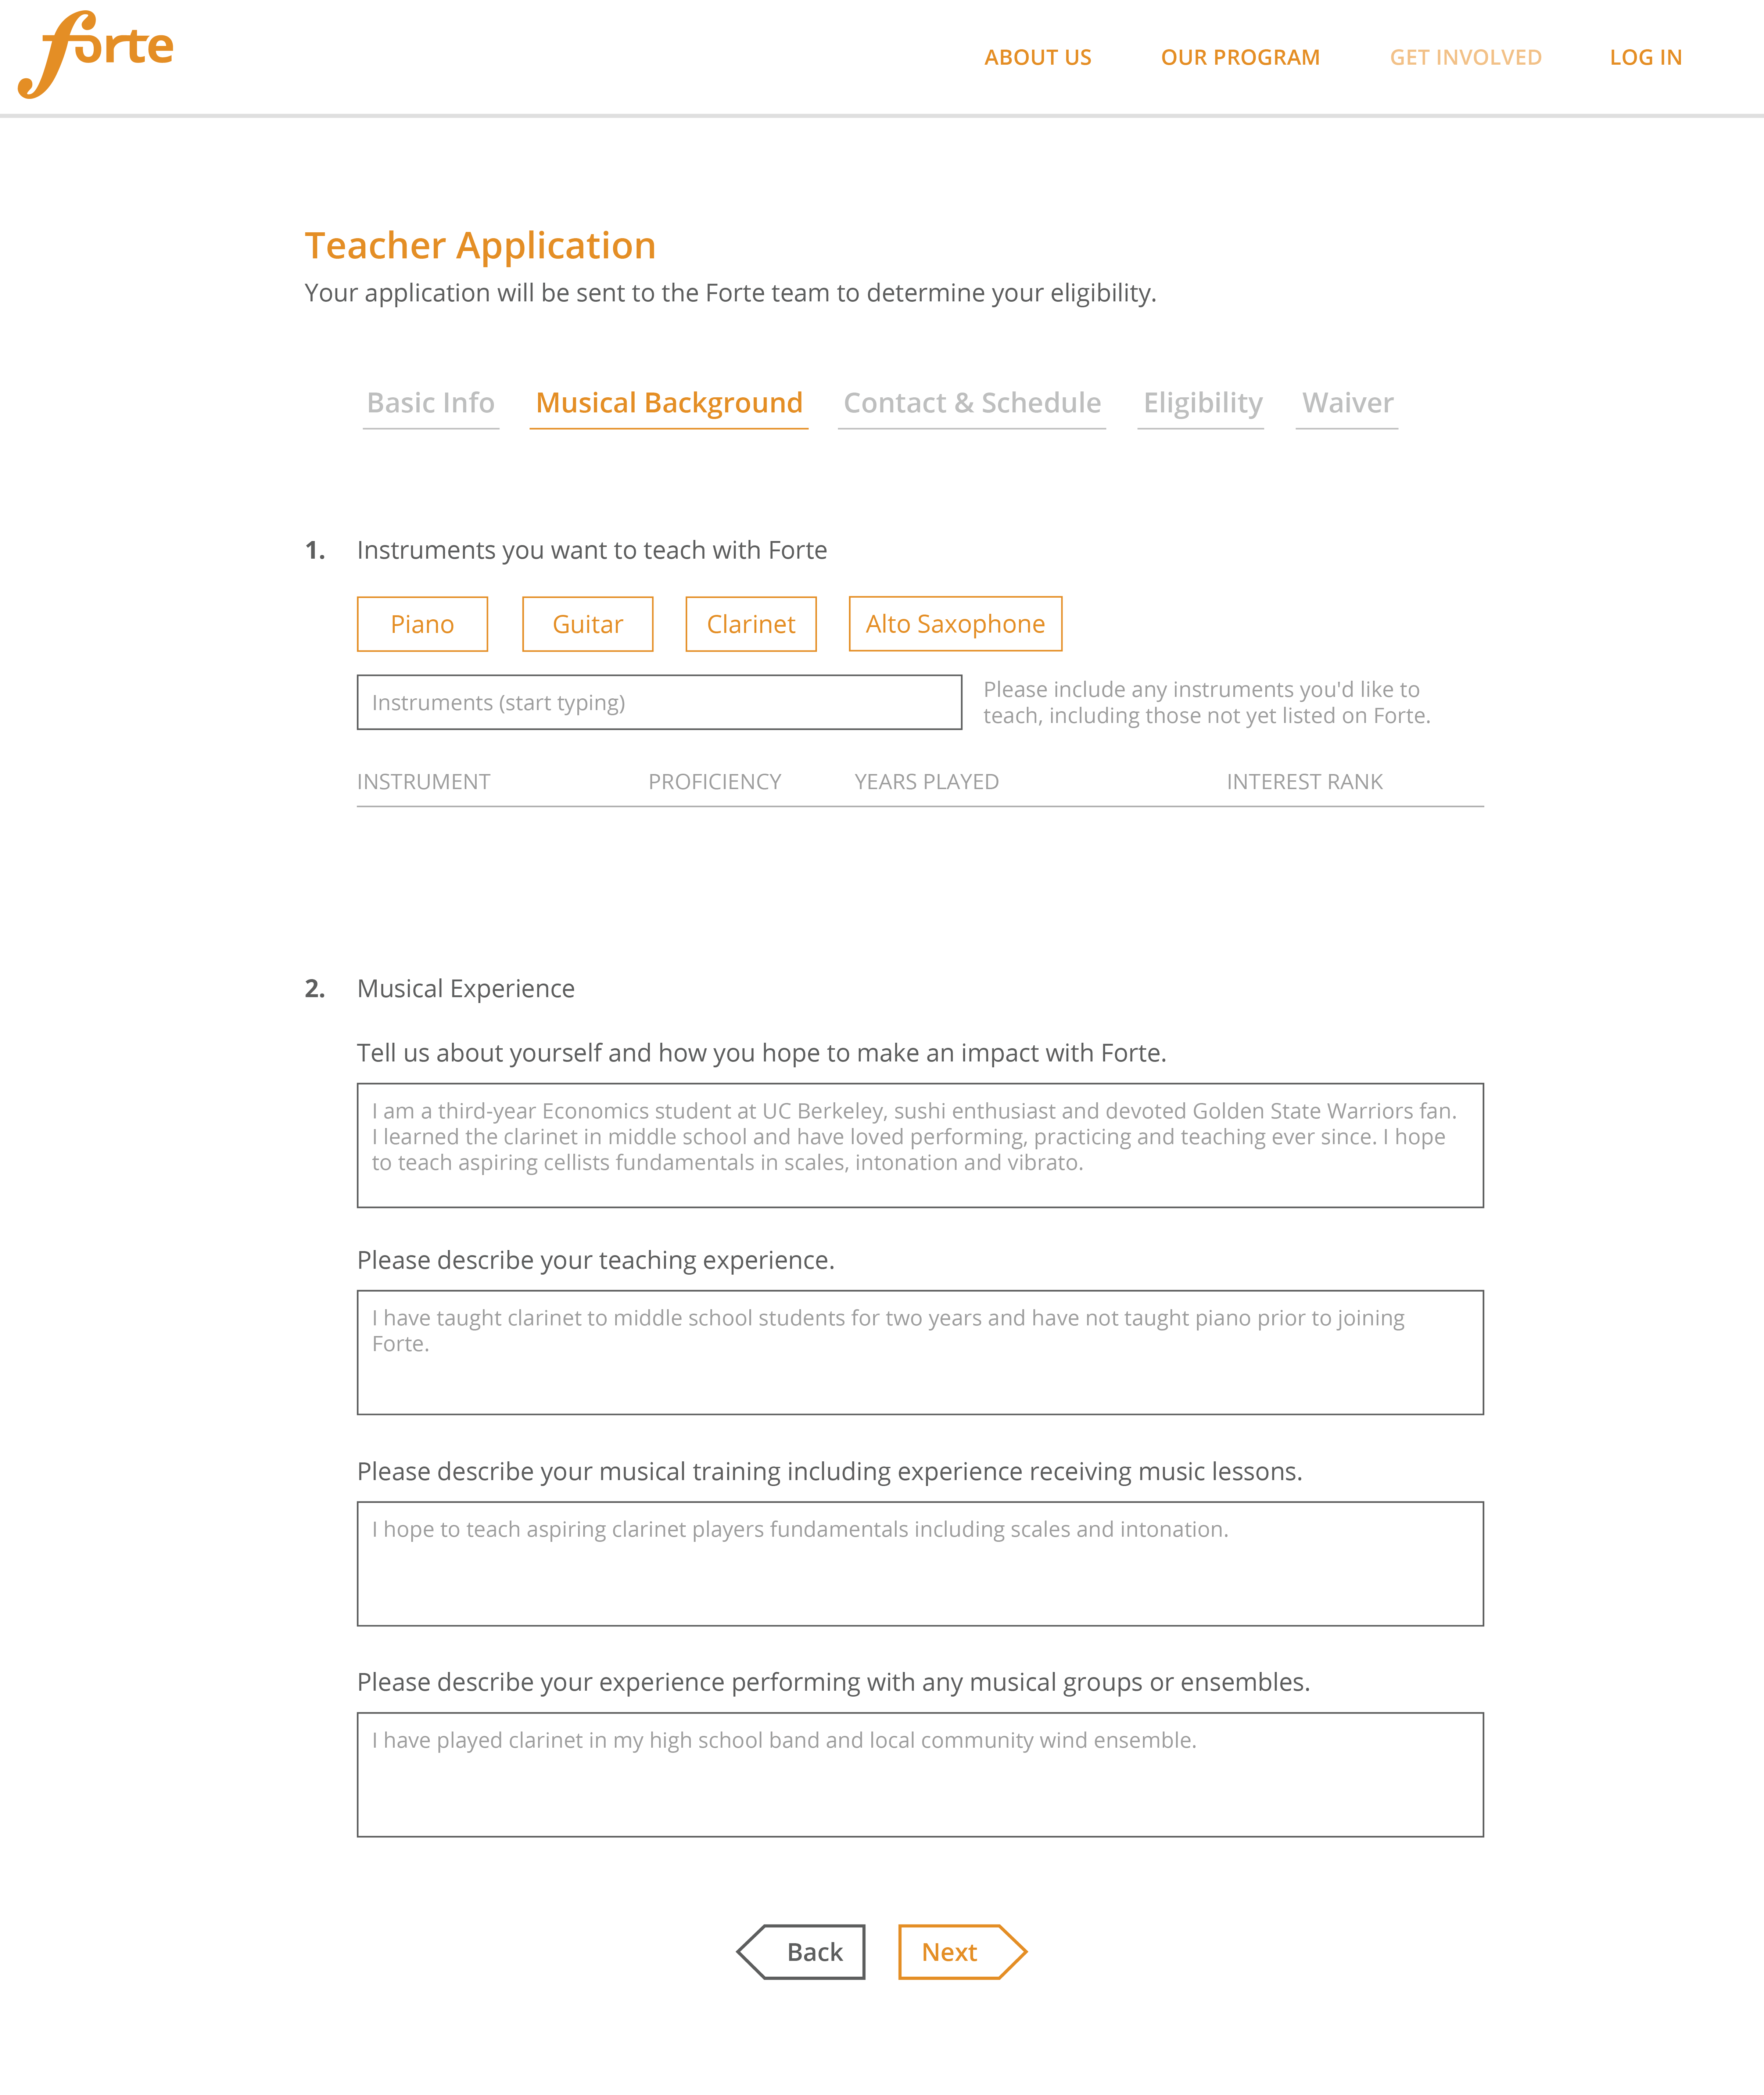 forte
ABOUT US OUR PROGRAM GET INVOLVED LOG IN
Teacher Application
Your application will be sent to the Forte team to determine your eligibility.
Basic Info Musical Background Contact & Schedule Eligibility Waiver
1. Instruments you want to teach with Forte
Piano Guitar Clarinet Alto Saxophone
Instruments (start typing)
Please include any instruments you'd like to
teach, including those not yet listed on Forte.
INSTRUMENT PROFICIENCY YEARS PLAYED INTEREST RANK
2. Musical Experience
Tell us about yourself and how you hope to make an impact with Forte.
I am a third-year Economics student at UC Berkeley, sushi enthusiast and devoted Golden State Warriors fan.
I learned the clarinet in middle school and have loved performing, practicing and teaching ever since. I hope
to teach aspiring cellists fundamentals in scales, intonation and vibrato.
Please describe your teaching experience.
I have taught clarinet to middle school students for two years and have not taught piano prior to joining
Forte.
Please describe your musical training including experience receiving music lessons.
I hope to teach aspiring clarinet players fundamentals including scales and intonation.
Please describe your experience performing with any musical groups or ensembles.
I have played clarinet in my high school band and local community wind ensemble.
Back Next